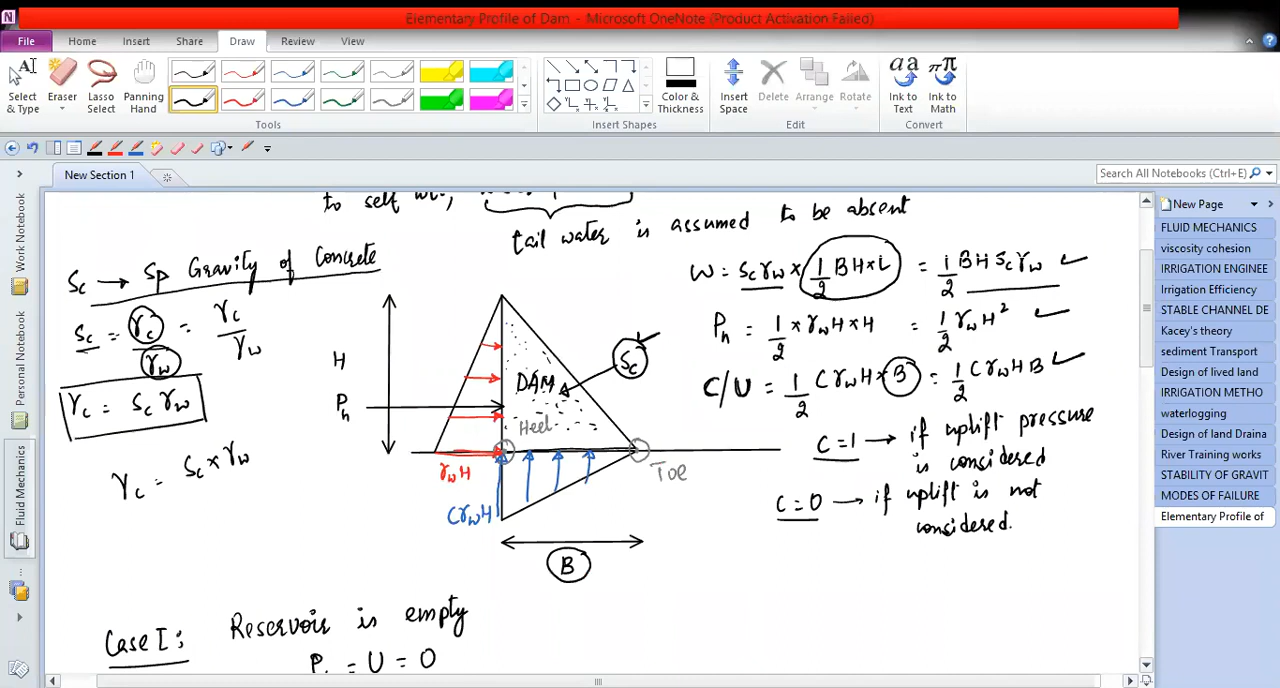 Elementary Profile of Dam - Microsoft OneNote (Product Activation Failed)
File Home Insert Share Draw Review View
Select & Type
Eraser
Lasso Select
Panning Hand
Color & Thickness
Insert Space
Delete
Arrange
Rotate
Ink to Text
Ink to Math
Tools
Insert Shapes
Edit
Convert
New Section 1
Search All Notebooks (Ctrl+E)
Work Notebook
Personal Notebook
Fluid Mechanics
New Page
FLUID MECHANICS
viscosity cohesion
IRRIGATION ENGINEE
Irrigation Efficiency
STABLE CHANNEL DE
Kacey's theory
sediment Transport
Design of lived land
IRRIGATION METHO
waterlogging
Design of land Draina
River Training works
STABILITY OF GRAVIT
MODES OF FAILURE
Elementary Profile of
to self wt,
tail water is assumed to be absent
Sc → Sp Gravity of Concrete
Sc = γc/γw = γc/γw
γc = Sc γw
γc = Sc × γw
H
Ph
DAM
Sc
Heel
Toe
γwH
CγwH
B
W = Scγw × 1/2 BH×1 = 1/2 BH Sc γw
Ph = 1/2 × γwH × H = 1/2 γwH²
C/U = 1/2 CγwH × B = 1/2 CγwHB
C=1 → if uplift pressure
is considered
C=0 → if uplift is not
considered.
Case I: Reservoir is empty
= U = 0